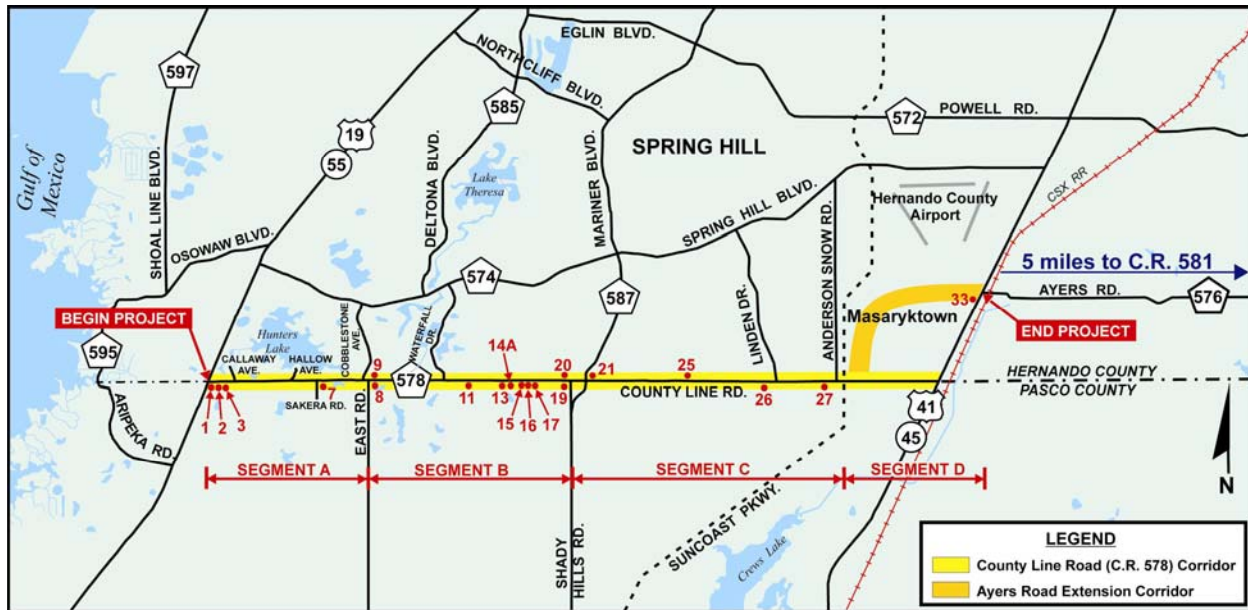 EGLIN BLVD.
597
NORTHCLIFF BLVD.
585
19
55
572
POWELL RD.
SPRING HILL
Gulf of
Mexico
SHOAL LINE BLVD.
DELTONA BLVD.
Lake
Theresa
MARINER BLVD.
SPRING HILL BLVD.
Hernando County
Airport
CSX RR
OSOWAW BLVD.
574
587
LINDEN DR.
ANDERSON SNOW RD.
5 miles to C.R. 581
AYERS RD.
576
BEGIN PROJECT
Hunters
Lake
COBBLESTONE
AVE.
WATERFALL
DR.
33
Masaryktown
END PROJECT
595
CALLAWAY
AVE.
HALLOW
AVE.
9
578
14A
20
21
25
HERNANDO COUNTY
PASCO COUNTY
COUNTY LINE RD.
1
2
3
SAKERA RD.
7
8
11
13
15
16
17
19
26
27
ARIPEKA RD.
EAST RD.
41
45
SEGMENT A
SEGMENT B
SEGMENT C
SEGMENT D
N
SHADY
HILLS RD.
SUNCOAST PKWY.
Crews Lake
LEGEND
County Line Road (C.R. 578) Corridor
Ayers Road Extension Corridor